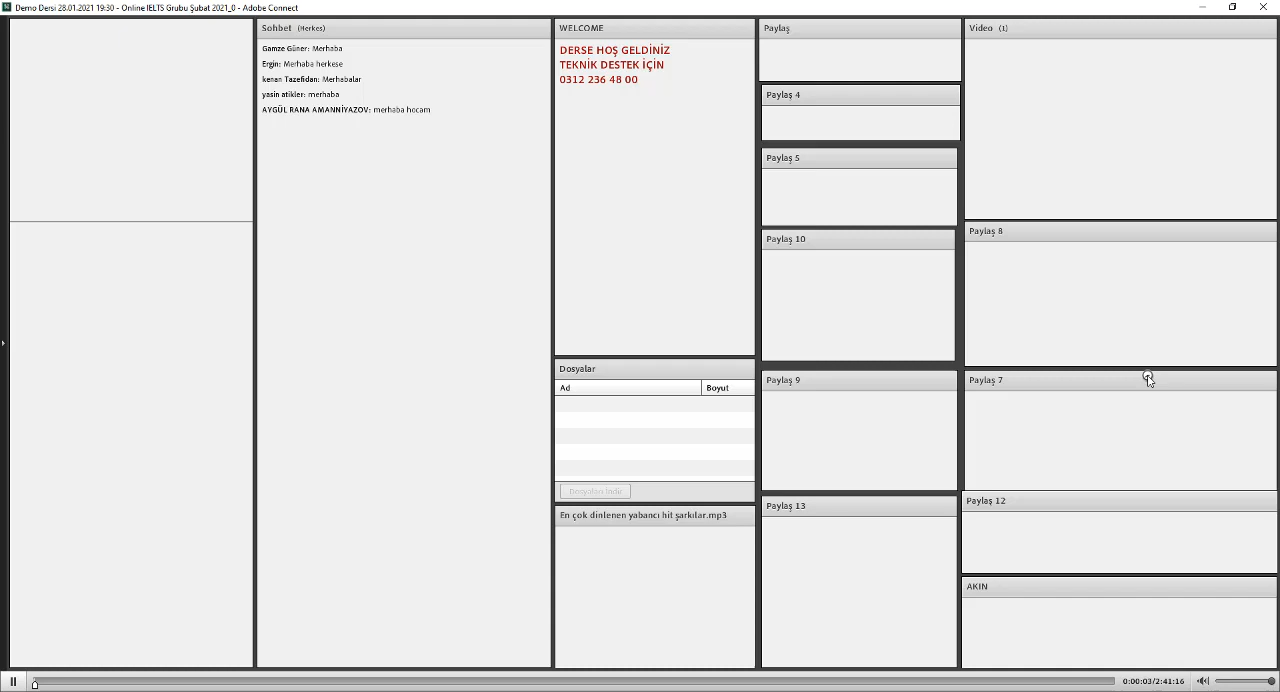 Demo Dersi 28.01.2021 19:30 - Online IELTS Grubu Şubat 2021_0 - Adobe Connect
Sohbet (Herkes)
Gamze Güner: Merhaba
Ergin: Merhaba herkese
kenan Tazefidan: Merhabalar
yasin atikler: merhaba
AYGÜL RANA AMANNİYAZOV: merhaba hocam
WELCOME
DERSE HOŞ GELDİNİZ
TEKNİK DESTEK İÇİN
0312 236 48 00
Dosyalar
Ad Boyut
Dosyaları İndir
En çok dinlenen yabancı hit şarkılar.mp3
Paylaş
Paylaş 4
Paylaş 5
Paylaş 10
Paylaş 9
Paylaş 13
Video (1)
Paylaş 8
Paylaş 7
Paylaş 12
AKIN
0:00:03/2:41:16